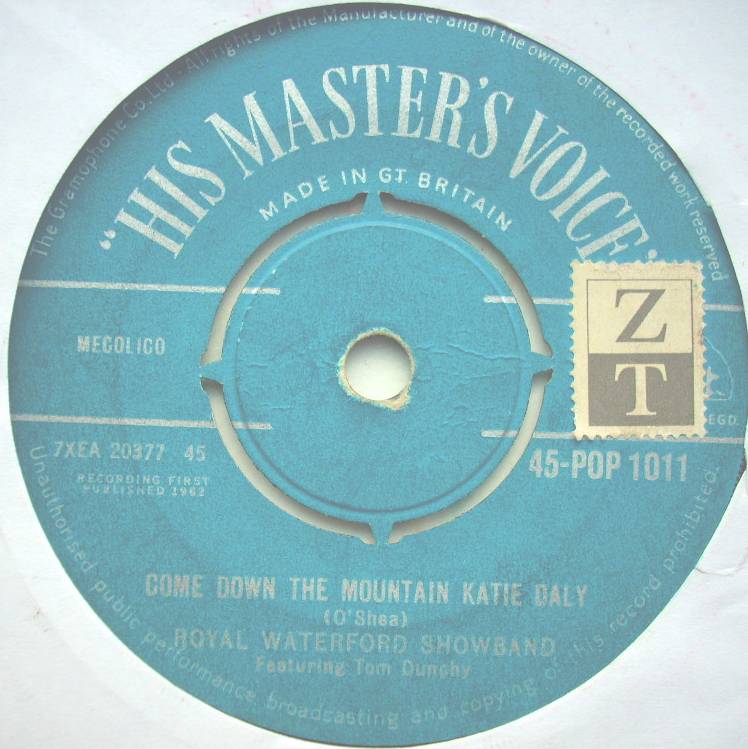 The Gramophone Co. Ltd · All rights of the Manufacturer and of the owner of the recorded work reserved
"HIS MASTER'S VOICE"
MADE IN GT. BRITAIN
MECOLICO
Z
T
EGD.
7XEA 20377 45
RECORDING FIRST
PUBLISHED 1962
45-POP 1011
COME DOWN THE MOUNTAIN KATIE DALY
(O'Shea)
ROYAL WATERFORD SHOWBAND
Featuring Tom Dunphy
Unauthorised public performance broadcasting and copying of this record prohibited.